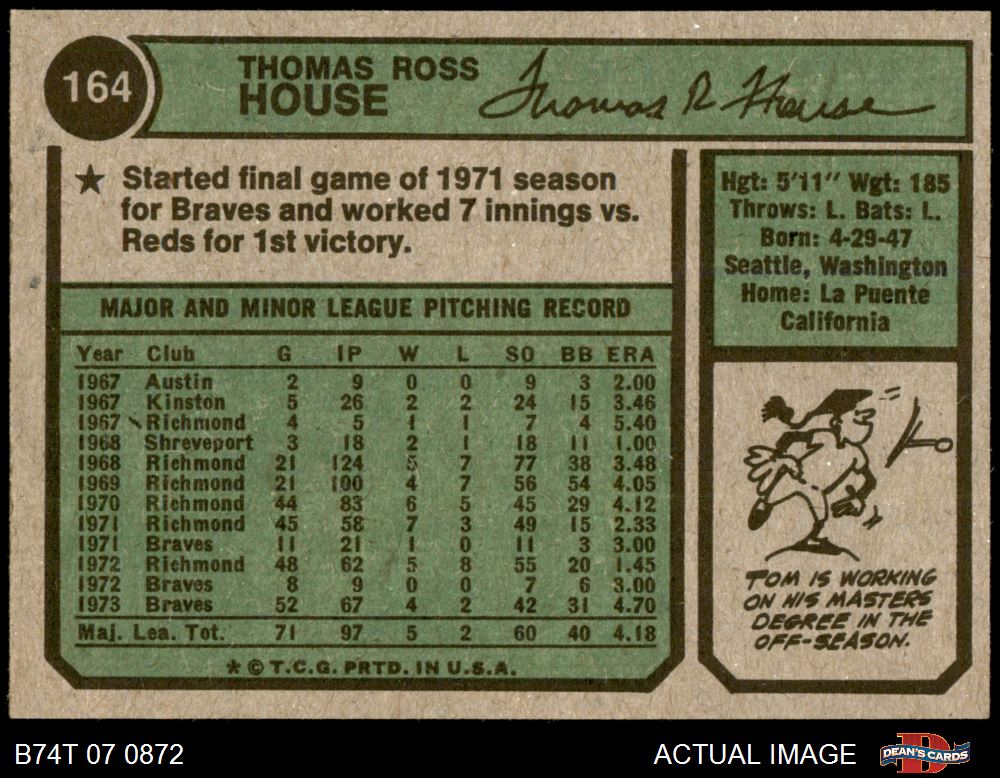 164
THOMAS ROSS
HOUSE
Thomas R House
★ Started final game of 1971 season
for Braves and worked 7 innings vs.
Reds for 1st victory.
Hgt: 5'11" Wgt: 185
Throws: L. Bats: L.
Born: 4-29-47
Seattle, Washington
Home: La Puente
California
MAJOR AND MINOR LEAGUE PITCHING RECORD
Year Club G IP W L SO BB ERA
1967 Austin 2 9 0 0 9 3 2.00
1967 Kinston 5 26 2 2 24 15 3.46
1967 Richmond 4 5 1 1 7 4 5.40
1968 Shreveport 3 18 2 1 18 11 1.00
1968 Richmond 21 124 5 7 77 38 3.48
1969 Richmond 21 100 4 7 56 54 4.05
1970 Richmond 44 83 6 5 45 29 4.12
1971 Richmond 45 58 7 3 49 15 2.33
1971 Braves 11 21 1 0 11 3 3.00
1972 Richmond 48 62 5 8 55 20 1.45
1972 Braves 8 9 0 0 7 6 3.00
1973 Braves 52 67 4 2 42 31 4.70
Maj. Lea. Tot. 71 97 5 2 60 40 4.18
* © T.C.G. PRTD. IN U.S.A.
TOM IS WORKING
ON HIS MASTERS
DEGREE IN THE
OFF-SEASON.
B74T 07 0872
ACTUAL IMAGE
D
DEAN'S CARDS